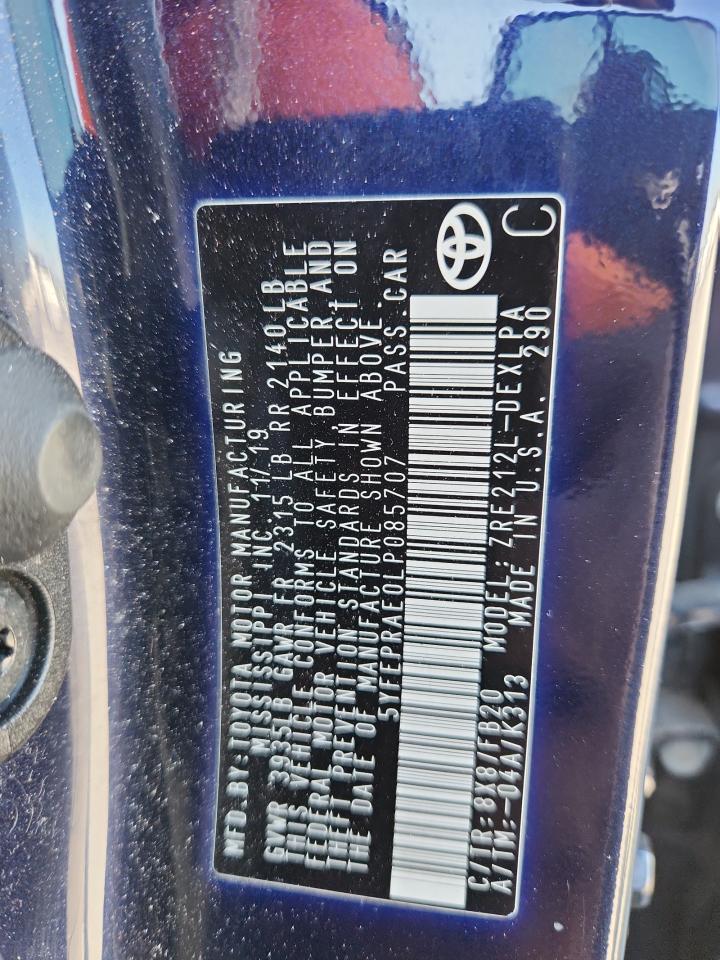 MFD.BY:TOYOTA MOTOR MANUFACTURING
MISSISSIPPI INC.11/19
GVWR 3935LB GAWR FR 2315 LB RR 2140LB
THIS VEHICLE CONFORMS TO ALL APPLICABLE
FEDERAL MOTOR VEHICLE SAFETY BUMPER AND
THEFT PREVENTION STANDARDS IN EFFECT ON
THE DATE OF MANUFACTURE SHOWN ABOVE
5YFEPRAE0LP085707 PASS.CAR
C/TR:8X8/FB20 MODEL:ZRE212L-DEXLPA
A/TM:-04A/K313 MADE IN U.S.A. 290
C